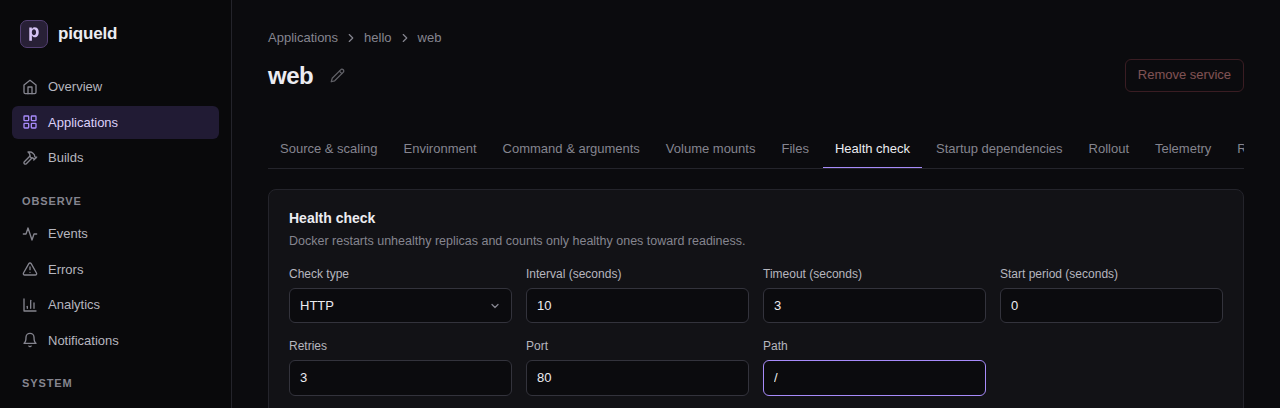 p piqueld
Overview
Applications
Builds
OBSERVE
Events
Errors
Analytics
Notifications
SYSTEM
Applications > hello > web
web
Remove service
Source & scaling Environment Command & arguments Volume mounts Files Health check Startup dependencies Rollout Telemetry
Health check
Docker restarts unhealthy replicas and counts only healthy ones toward readiness.
Check type Interval (seconds) Timeout (seconds) Start period (seconds)
HTTP 10 3 0
Retries Port Path
3 80 /